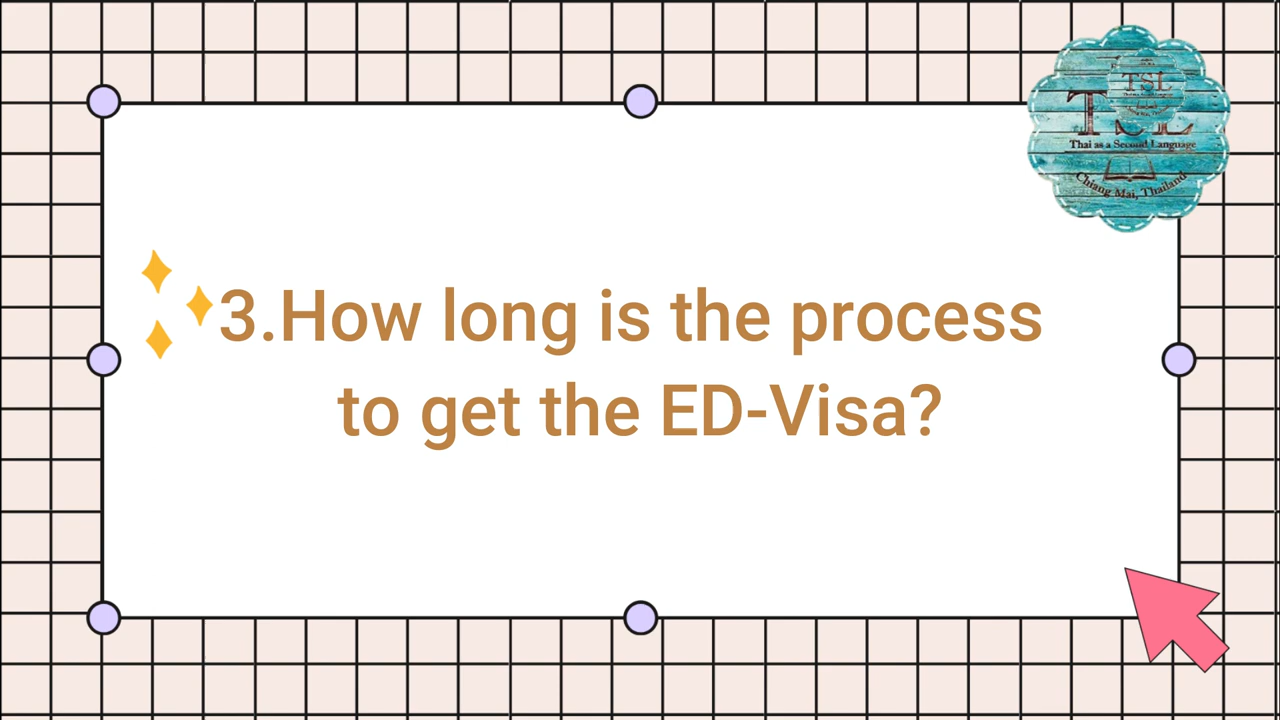 TSL
Thai as a Second Language
Chiang Mai, Thailand
3.How long is the process
to get the ED-Visa?